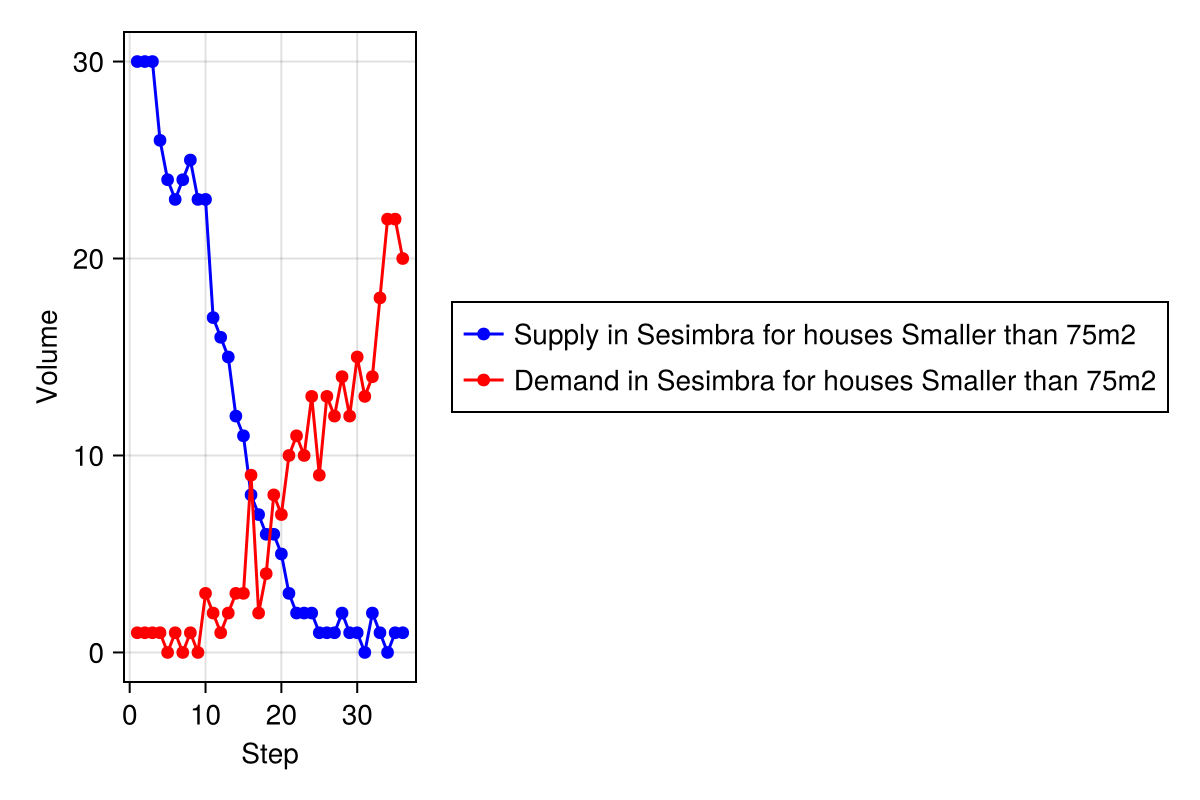 30
20
10
0
Volume
0 10 20 30
Step
Supply in Sesimbra for houses Smaller than 75m2
Demand in Sesimbra for houses Smaller than 75m2